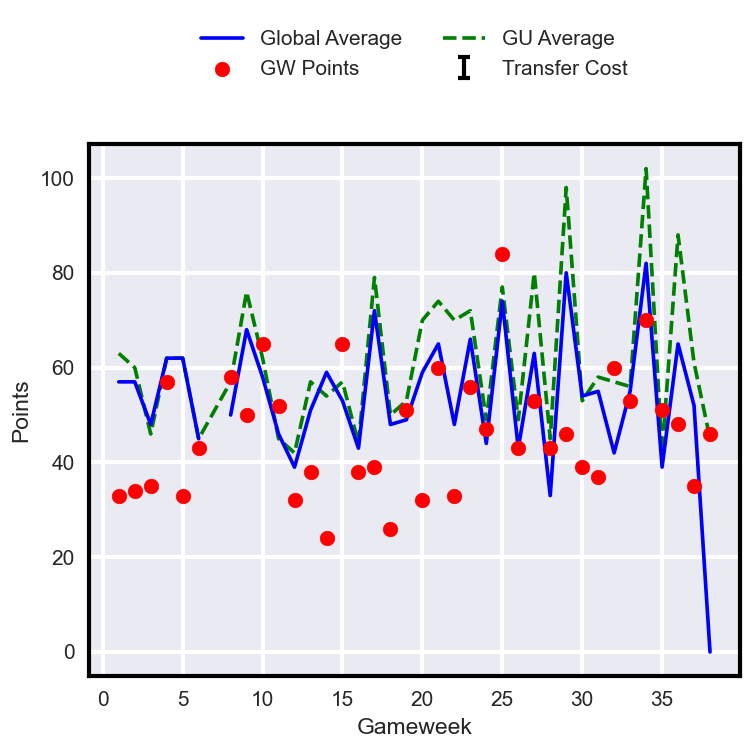 Global Average
GU Average
GW Points
Transfer Cost
100
80
60
40
20
0
Points
0 5 10 15 20 25 30 35
Gameweek